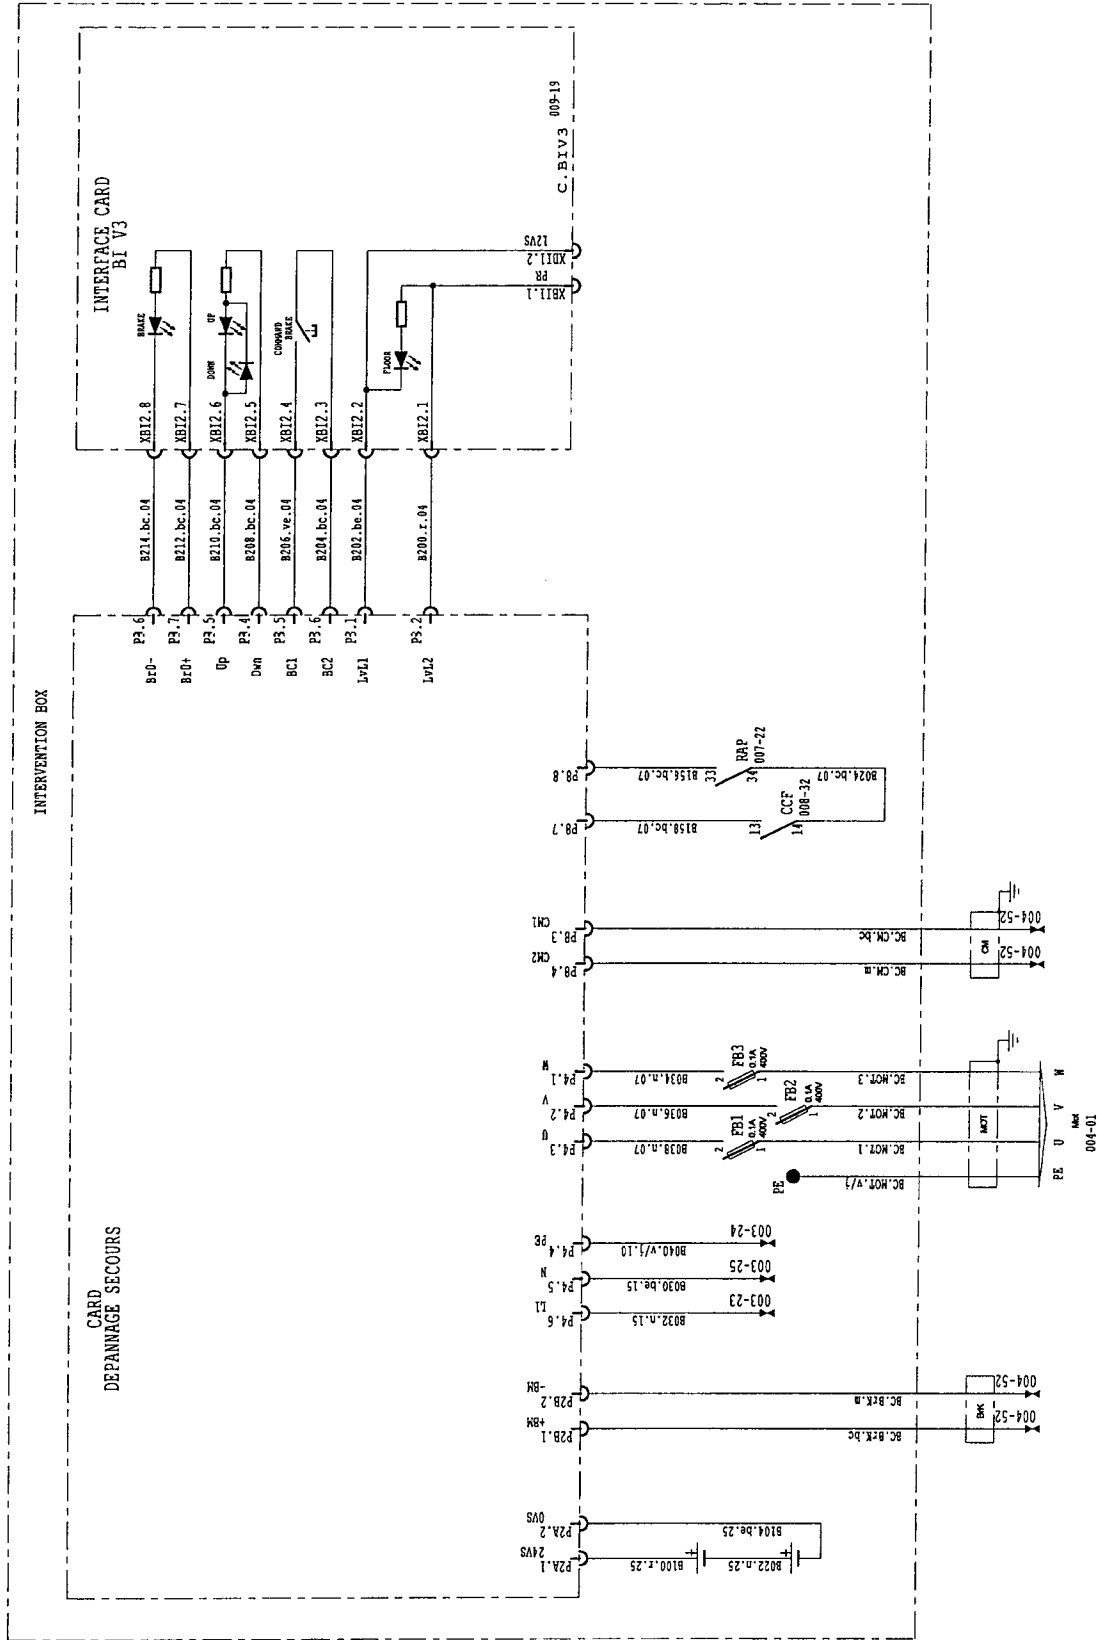 INTERVENTION BOX
INTERFACE CARD
BI V3
C.BIV3
009-19
BRAKE
UP
DOWN
COMMAND
BRAKE
FLOOR
12VS
XDI1.2
PR
XBI1.1
XBI2.8
XBI2.7
XBI2.6
XBI2.5
XBI2.4
XBI2.3
XBI2.2
XBI2.1
B214.bc.04
B212.bc.04
B210.bc.04
B208.bc.04
B206.ve.04
B204.bc.04
B202.be.04
B200.r.04
P3.6
P3.7
P3.5
P3.4
P3.5
P3.6
P3.1
P3.2
BrO-
BrO+
Up
Dwn
BC1
BC2
LvL1
LvL2
CARD
DEPANNAGE SECOURS
P8.8
B156.bc.07
33
34
RAP
007-22
B024.bc.07
P8.7
B158.bc.07
13
14
CCF
008-32
CM1
P8.3
BC.CM.bc
004-52
CM2
P8.4
BC.CM.m
004-52
CM
W
P4.1
B034.n.07
2
1
FB3
0.1A
400V
BC.MOT.3
W
V
P4.2
B036.n.07
2
1
FB2
0.1A
400V
BC.MOT.2
V
U
P4.3
B038.n.07
2
1
FB1
0.1A
400V
BC.MOT.1
U
PE
BC.MOT.v/j
PE
MOT
Mot
004-01
PE
P4.4
B040.v/j.10
003-24
N
P4.5
B030.be.15
003-25
L1
P4.6
B032.n.15
003-23
-BM
P2B.2
BC.BrK.m
004-52
+BM
P2B.1
BC.BrK.bc
004-52
BrK
0VS
P2A.2
B104.be.25
24VS
P2A.1
B100.r.25
+
B022.n.25
+